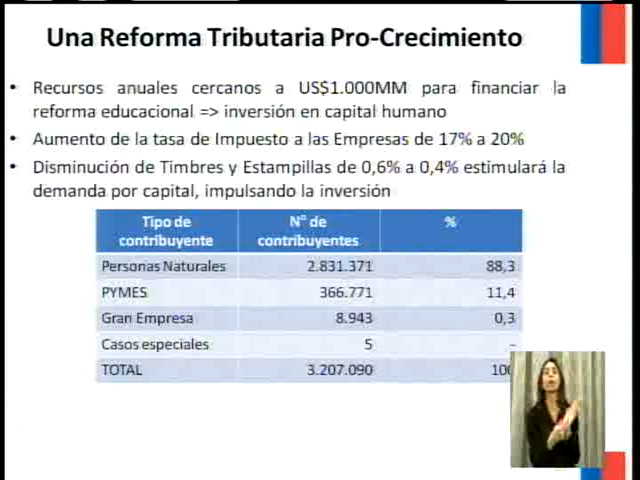 Una Reforma Tributaria Pro-Crecimiento
• Recursos anuales cercanos a US$1.000MM para financiar la
reforma educacional => inversión en capital humano
• Aumento de la tasa de Impuesto a las Empresas de 17% a 20%
• Disminución de Timbres y Estampillas de 0,6% a 0,4% estimulará la
demanda por capital, impulsando la inversión
Tipo de contribuyente N° de contribuyentes %
Personas Naturales 2.831.371 88,3
PYMES 366.771 11,4
Gran Empresa 8.943 0,3
Casos especiales 5 -
TOTAL 3.207.090 100